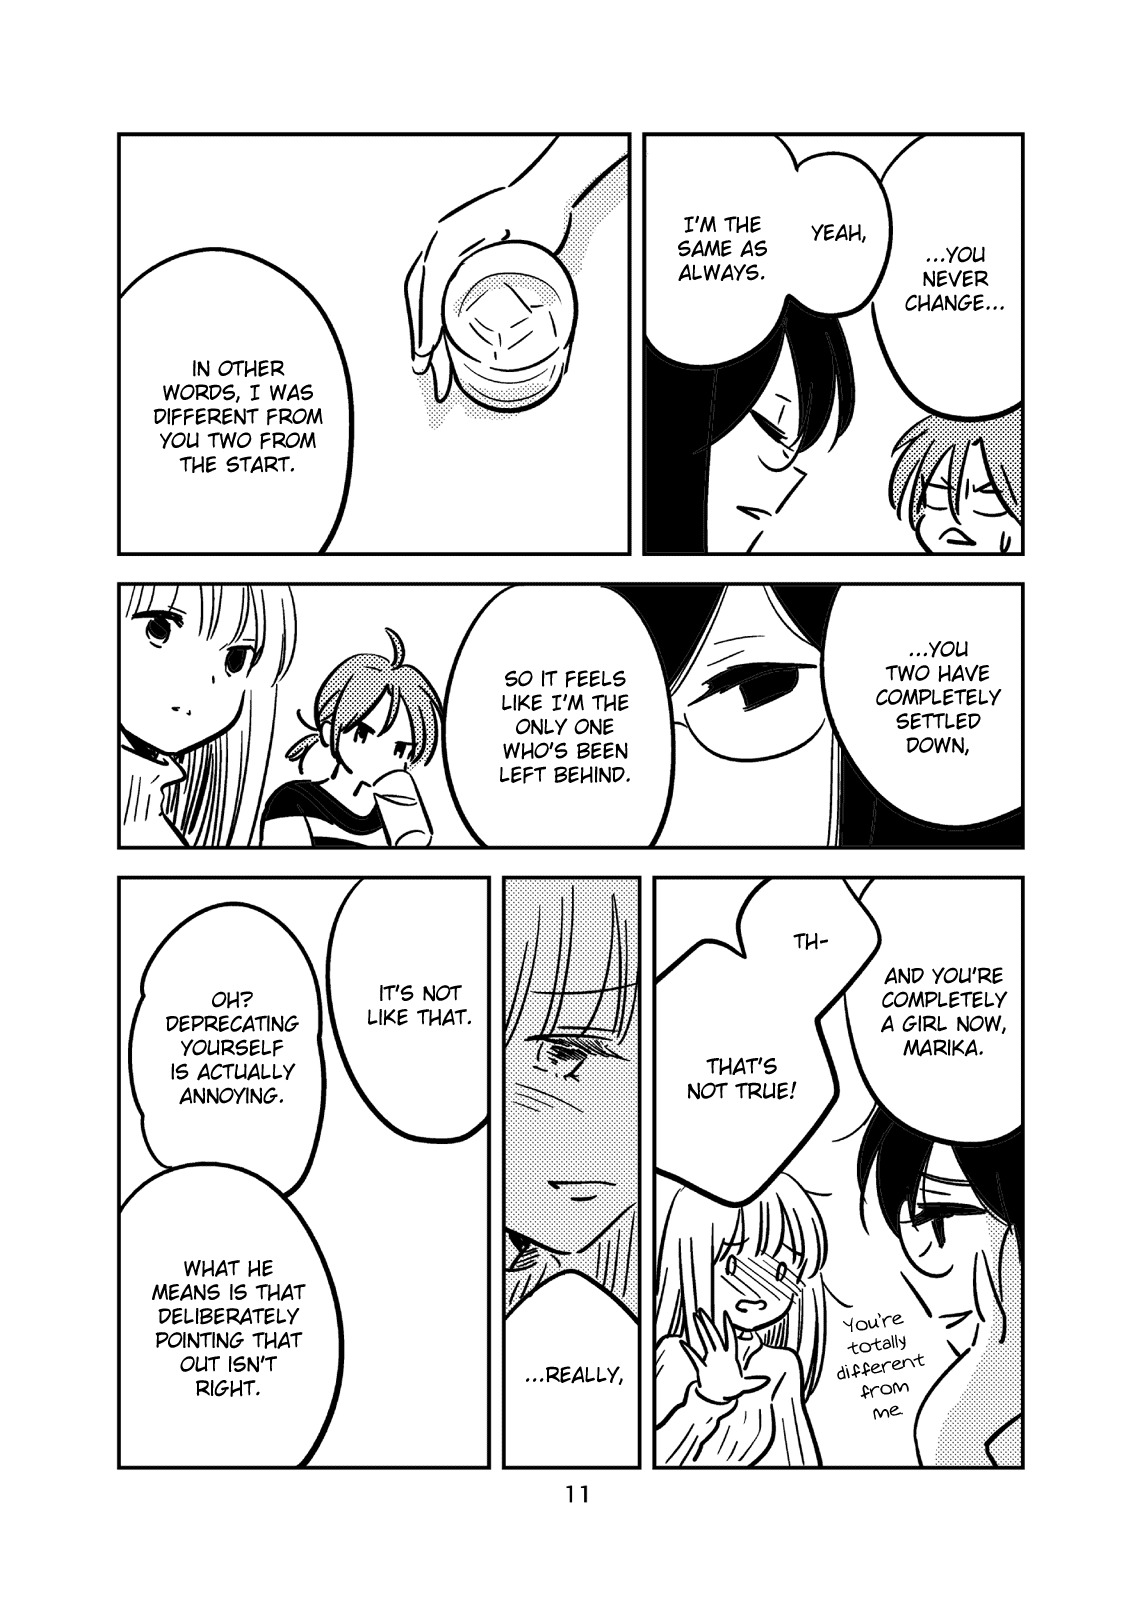 ...YOU
NEVER
CHANGE...
YEAH,
I'M THE
SAME AS
ALWAYS.
IN OTHER
WORDS, I WAS
DIFFERENT FROM
YOU TWO FROM
THE START.
...YOU
TWO HAVE
COMPLETELY
SETTLED
DOWN,
SO IT FEELS
LIKE I'M THE
ONLY ONE
WHO'S BEEN
LEFT BEHIND.
AND YOU'RE
COMPLETELY
A GIRL NOW,
MARIKA.
TH-
THAT'S
NOT TRUE!
You're
totally
different
from
me
...REALLY,
IT'S NOT
LIKE THAT.
OH?
DEPRECATING
YOURSELF
IS ACTUALLY
ANNOYING.
WHAT HE
MEANS IS THAT
DELIBERATELY
POINTING THAT
OUT ISN'T
RIGHT.
11